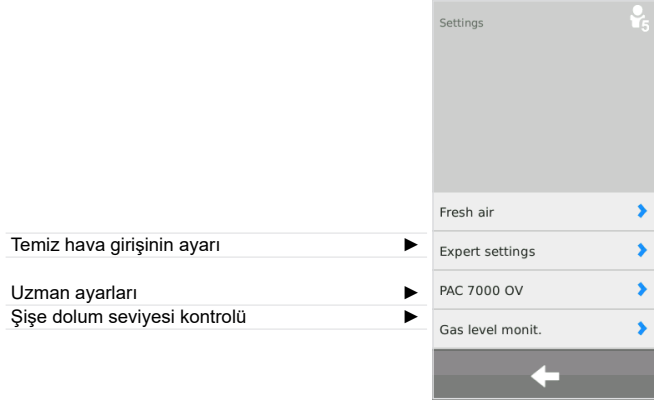 Settings
5
Temiz hava girişinin ayarı
Uzman ayarları
Şişe dolum seviyesi kontrolü
Fresh air
Expert settings
PAC 7000 OV
Gas level monit.